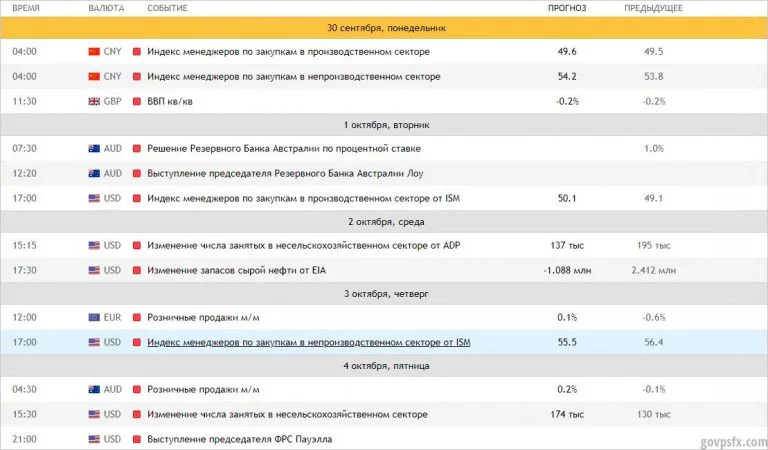 ВРЕМЯ ВАЛЮТА СОБЫТИЕ ПРОГНОЗ ПРЕДЫДУЩЕЕ
30 сентября, понедельник
04:00 CNY Индекс менеджеров по закупкам в производственном секторе 49.6 49.5
04:00 CNY Индекс менеджеров по закупкам в непроизводственном секторе 54.2 53.8
11:30 GBP ВВП кв/кв -0.2% -0.2%
1 октября, вторник
07:30 AUD Решение Резервного Банка Австралии по процентной ставке 1.0%
12:20 AUD Выступление председателя Резервного Банка Австралии Лоу
17:00 USD Индекс менеджеров по закупкам в производственном секторе от ISM 50.1 49.1
2 октября, среда
15:15 USD Изменение числа занятых в несельскохозяйственном секторе от ADP 137 тыс 195 тыс
17:30 USD Изменение запасов сырой нефти от EIA -1.088 млн 2.412 млн
3 октября, четверг
12:00 EUR Розничные продажи м/м 0.1% -0.6%
17:00 USD Индекс менеджеров по закупкам в непроизводственном секторе от ISM 55.5 56.4
4 октября, пятница
04:30 AUD Розничные продажи м/м 0.2% -0.1%
15:30 USD Изменение числа занятых в несельскохозяйственном секторе 174 тыс 130 тыс
21:00 USD Выступление председателя ФРС Пауэлла
govpsfx.com